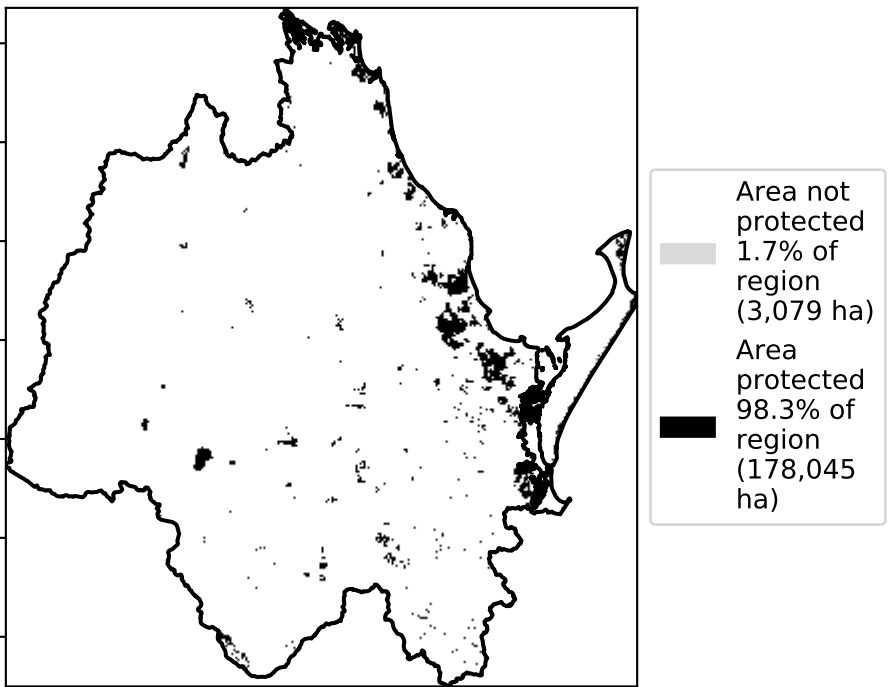 Area not
protected
1.7% of
region
(3,079 ha)
Area
protected
98.3% of
region
(178,045
ha)